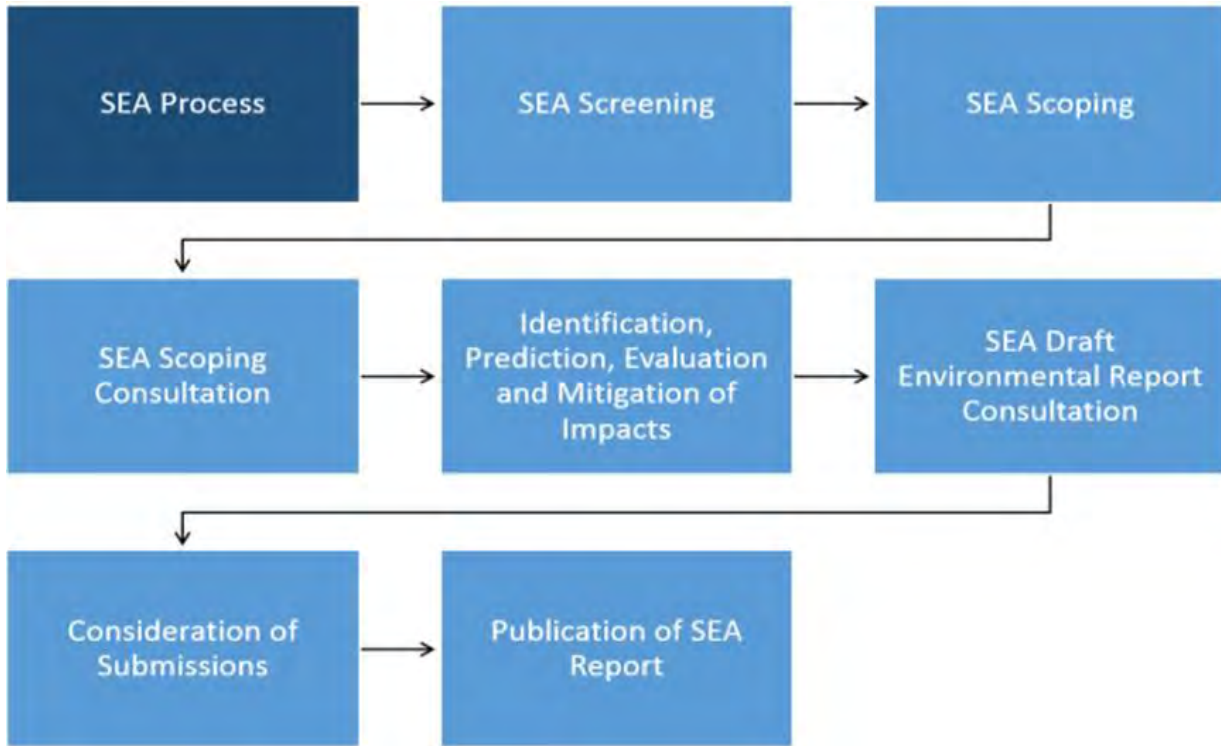 SEA Process
SEA Screening
SEA Scoping
SEA Scoping
Consultation
Identification,
Prediction, Evaluation
and Mitigation of
Impacts
SEA Draft
Environmental Report
Consultation
Consideration of
Submissions
Publication of SEA
Report